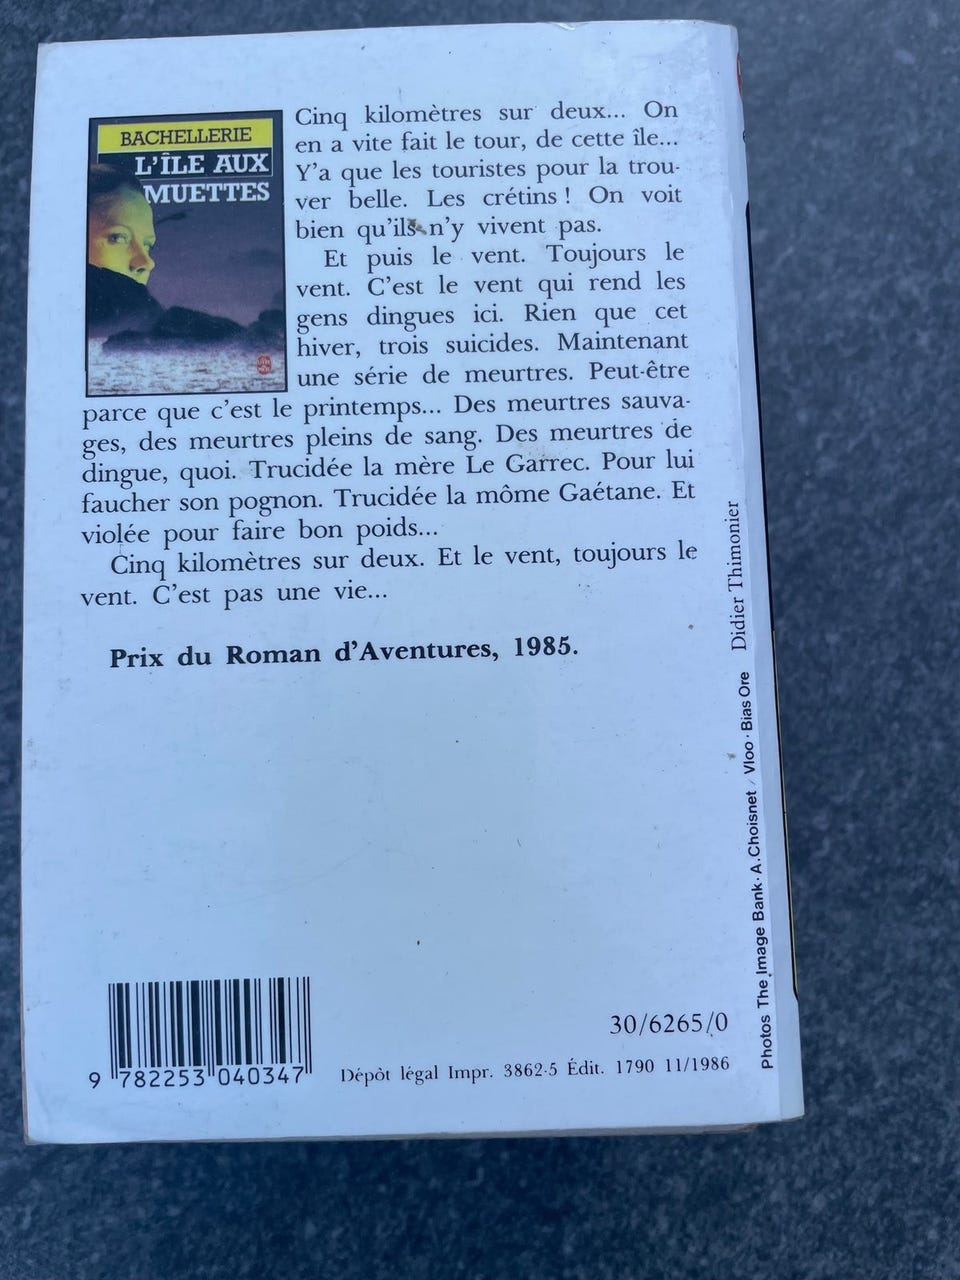 BACHELLERIE
L'ÎLE AUX
MUETTES
Cinq kilomètres sur deux... On
en a vite fait le tour, de cette île...
Y'a que les touristes pour la trou-
ver belle. Les crétins ! On voit
bien qu'ils n'y vivent pas.
Et puis le vent. Toujours le
vent. C'est le vent qui rend les
gens dingues ici. Rien que cet
hiver, trois suicides. Maintenant
une série de meurtres. Peut-être
parce que c'est le printemps... Des meurtres sauva-
ges, des meurtres pleins de sang. Des meurtres de
dingue, quoi. Trucidée la mère Le Garrec. Pour lui
faucher son pognon. Trucidée la môme Gaétane. Et
violée pour faire bon poids...
Cinq kilomètres sur deux. Et le vent, toujours le
vent. C'est pas une vie...
Prix du Roman d'Aventures, 1985.
Didier Thimonier
Photos The Image Bank · A. Choisnet / Vloo · Bias Ore
30/6265/0
9 782253 040347
Dépôt légal Impr. 3862-5 Édit. 1790 11/1986